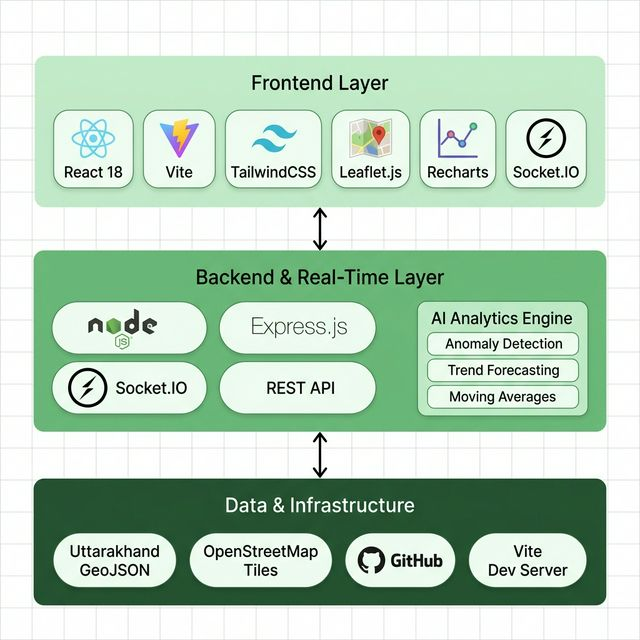 Frontend Layer
React 18
Vite
TailwindCSS
Leaflet.js
Recharts
Socket.IO
Backend & Real-Time Layer
node
JS
Express.js
Socket.IO
REST API
AI Analytics Engine
Anomaly Detection
Trend Forecasting
Moving Averages
Data & Infrastructure
Uttarakhand
GeoJSON
OpenStreetMap
Tiles
GitHub
Vite
Dev Server